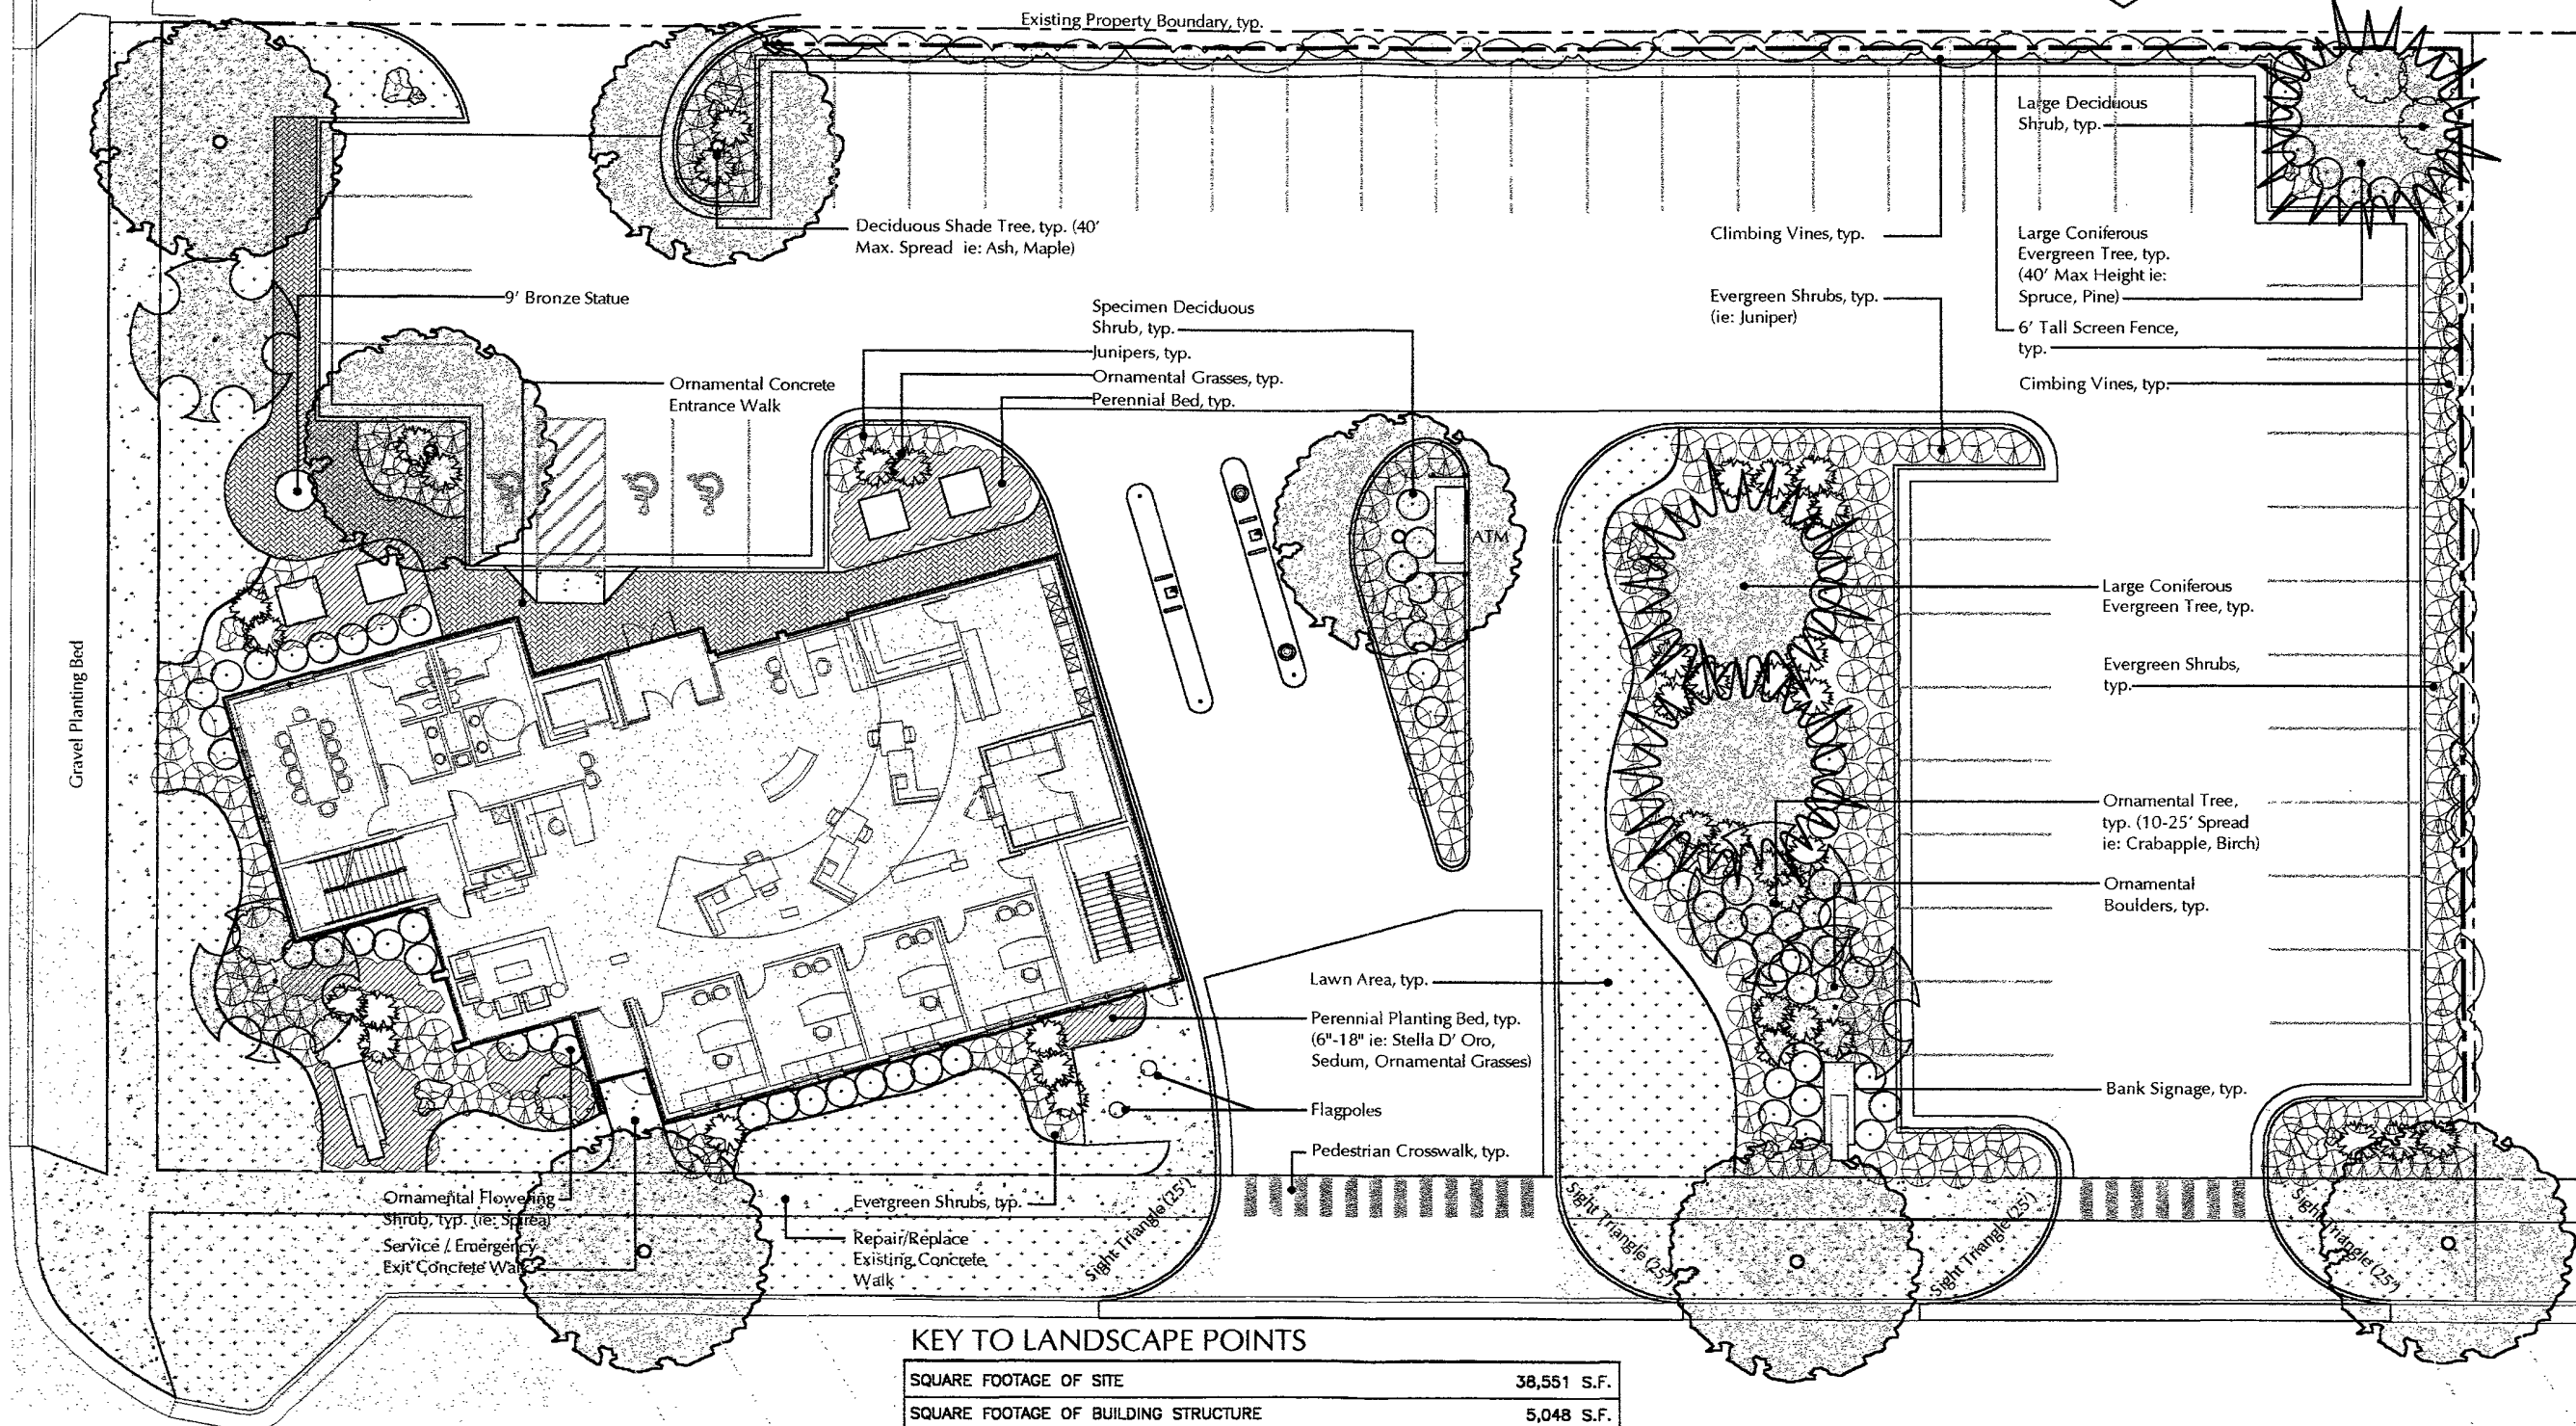 Existing Property Boundary, typ.
Large Deciduous
Shrub, typ.
Deciduous Shade Tree, typ. (40'
Max. Spread ie: Ash, Maple)
Climbing Vines, typ.
Large Coniferous
Evergreen Tree, typ.
(40' Max Height ie:
Spruce, Pine)
9' Bronze Statue
Specimen Deciduous
Shrub, typ.
Evergreen Shrubs, typ.
(ie: Juniper)
6' Tall Screen Fence,
typ.
Junipers, typ.
Ornamental Grasses, typ.
Perennial Bed, typ.
Ornamental Concrete
Entrance Walk
Cimbing Vines, typ.
ATM
Large Coniferous
Evergreen Tree, typ.
Gravel Planting Bed
Evergreen Shrubs,
typ.
Ornamental Tree,
typ. (10-25' Spread
ie: Crabapple, Birch)
Ornamental
Boulders, typ.
Lawn Area, typ.
Perennial Planting Bed, typ.
(6"-18" ie: Stella D' Oro,
Sedum, Ornamental Grasses)
Bank Signage, typ.
Flagpoles
Pedestrian Crosswalk, typ.
Ornamental Flowering
Shrub, typ. (ie: Spirea)
Service / Emergency
Exit Concrete Walk
Evergreen Shrubs, typ.
Repair/Replace
Existing Concrete
Walk
Sight Triangle (25')
Sight Triangle (25')
Sight Triangle (25')
Sight Triangle (25')
KEY TO LANDSCAPE POINTS
SQUARE FOOTAGE OF SITE 38,551 S.F.
SQUARE FOOTAGE OF BUILDING STRUCTURE 5,048 S.F.